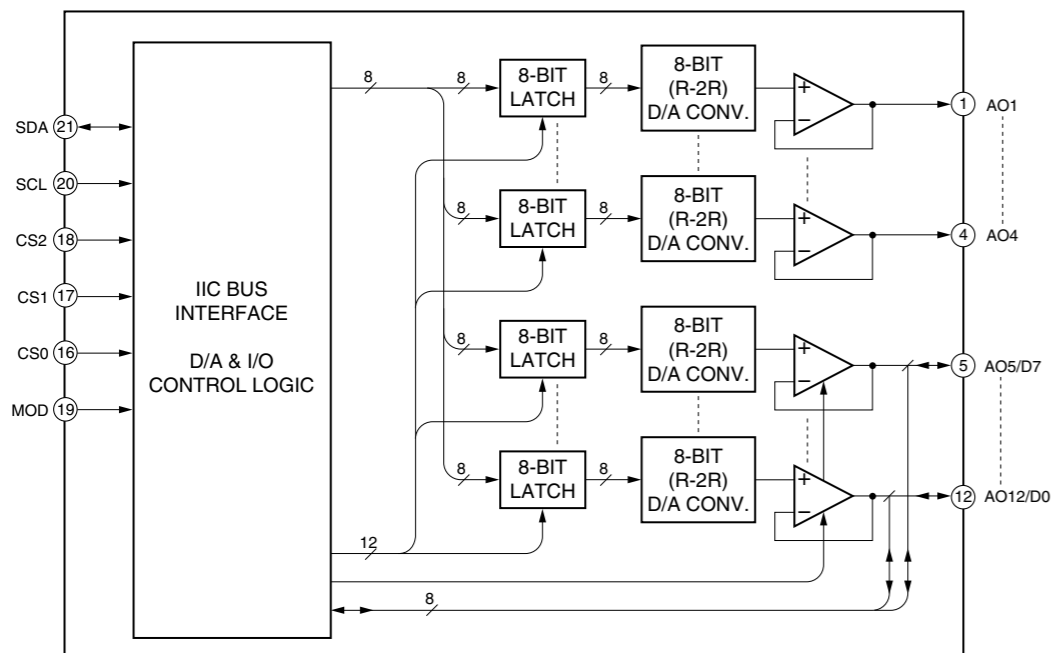 8
8
8-BIT
LATCH
8
8-BIT
(R-2R)
D/A CONV.
+
−
1
AO1
SDA
21
SCL
20
8
8-BIT
LATCH
8
8-BIT
(R-2R)
D/A CONV.
+
−
4
AO4
CS2
18
CS1
17
CS0
16
MOD
19
IIC BUS
INTERFACE
D/A & I/O
CONTROL LOGIC
8
8-BIT
LATCH
8
8-BIT
(R-2R)
D/A CONV.
+
−
5
AO5/D7
8
8-BIT
LATCH
8
8-BIT
(R-2R)
D/A CONV.
+
−
12
AO12/D0
12
8